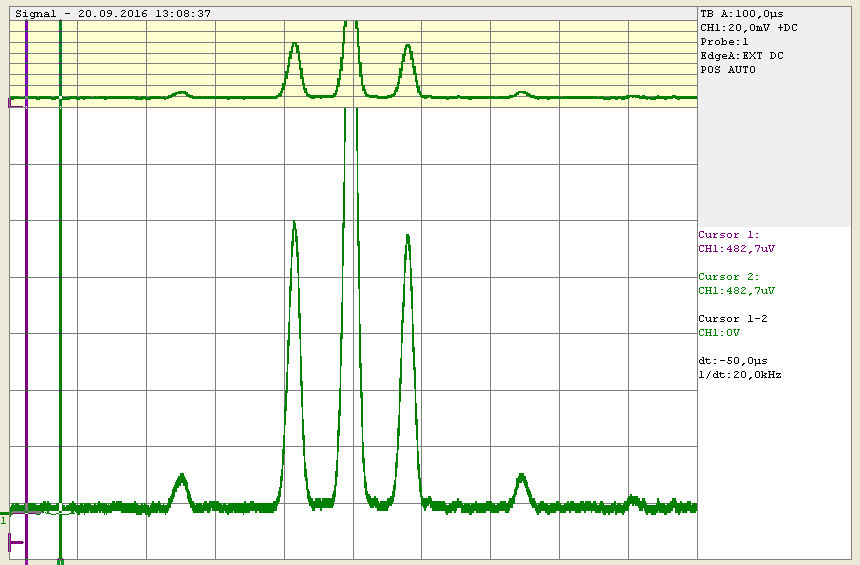 Signal - 20.09.2016 13:08:37
TB A:100,0µs
CH1:20,0mV +DC
Probe:1
EdgeA:EXT DC
POS AUTO
Cursor 1:
CH1:482,7uV
Cursor 2:
CH1:482,7uV
Cursor 1-2
CH1:0V
dt:-50,0µs
1/dt:20,0kHz
1